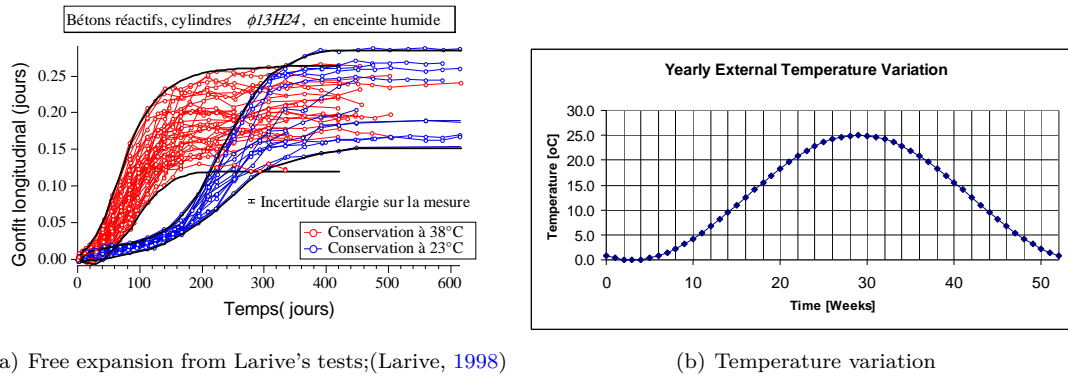 Bétons réactifs, cylindres ϕ13H24, en enceinte humide
Gonflt longitudinal (jours)
0.25
0.20
0.15
0.10
0.05
0.00
Incertitude élargie sur la mesure
Conservation à 38°C
Conservation à 23°C
0 100 200 300 400 500 600
Temps( jours)
a) Free expansion from Larive's tests;(Larive, 1998)
Yearly External Temperature Variation
Temperature [oC]
30.0
25.0
20.0
15.0
10.0
5.0
0.0
0 10 20 30 40 50
Time [Weeks]
(b) Temperature variation